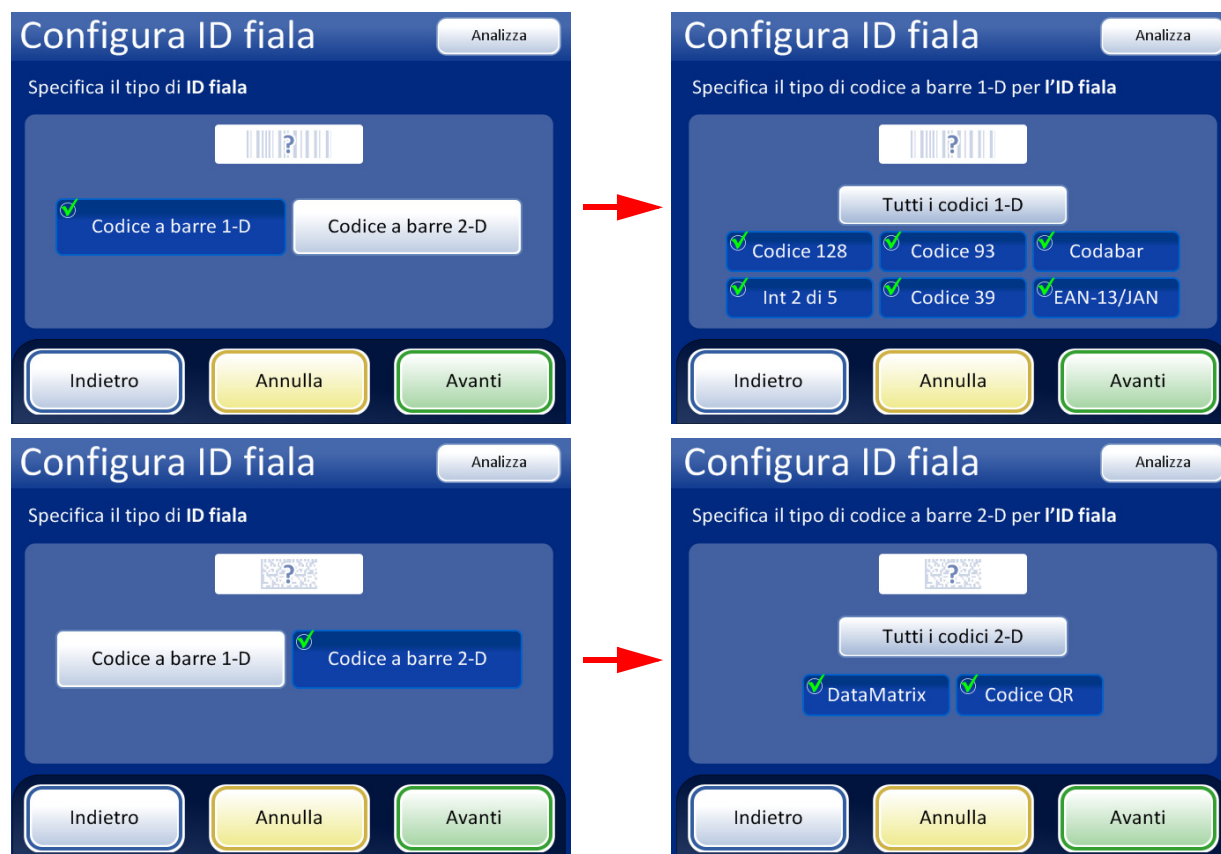 Configura ID fiala
Analizza
Specifica il tipo di ID fiala
?
Codice a barre 1-D
Codice a barre 2-D
Indietro
Annulla
Avanti
Configura ID fiala
Analizza
Specifica il tipo di codice a barre 1-D per l’ID fiala
?
Tutti i codici 1-D
Codice 128
Codice 93
Codabar
Int 2 di 5
Codice 39
EAN-13/JAN
Indietro
Annulla
Avanti
Configura ID fiala
Analizza
Specifica il tipo di ID fiala
?
Codice a barre 1-D
Codice a barre 2-D
Indietro
Annulla
Avanti
Configura ID fiala
Analizza
Specifica il tipo di codice a barre 2-D per l’ID fiala
?
Tutti i codici 2-D
DataMatrix
Codice QR
Indietro
Annulla
Avanti